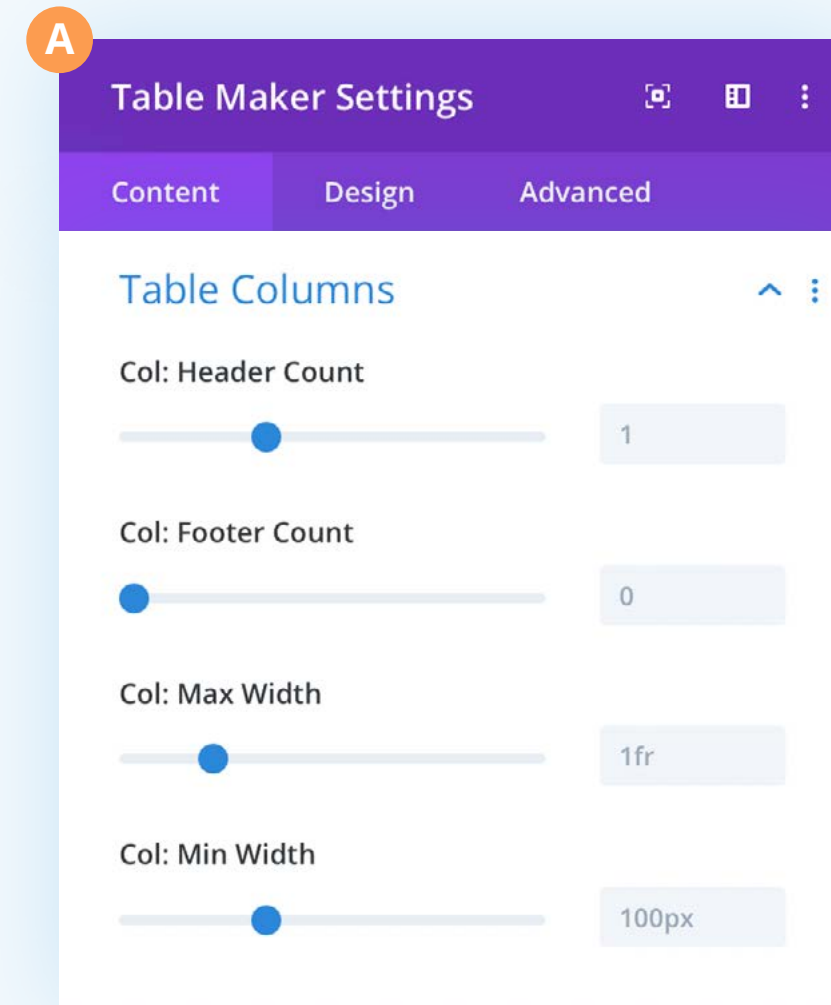 A
Table Maker Settings
Content Design Advanced
Table Columns
Col: Header Count
1
Col: Footer Count
0
Col: Max Width
1fr
Col: Min Width
100px